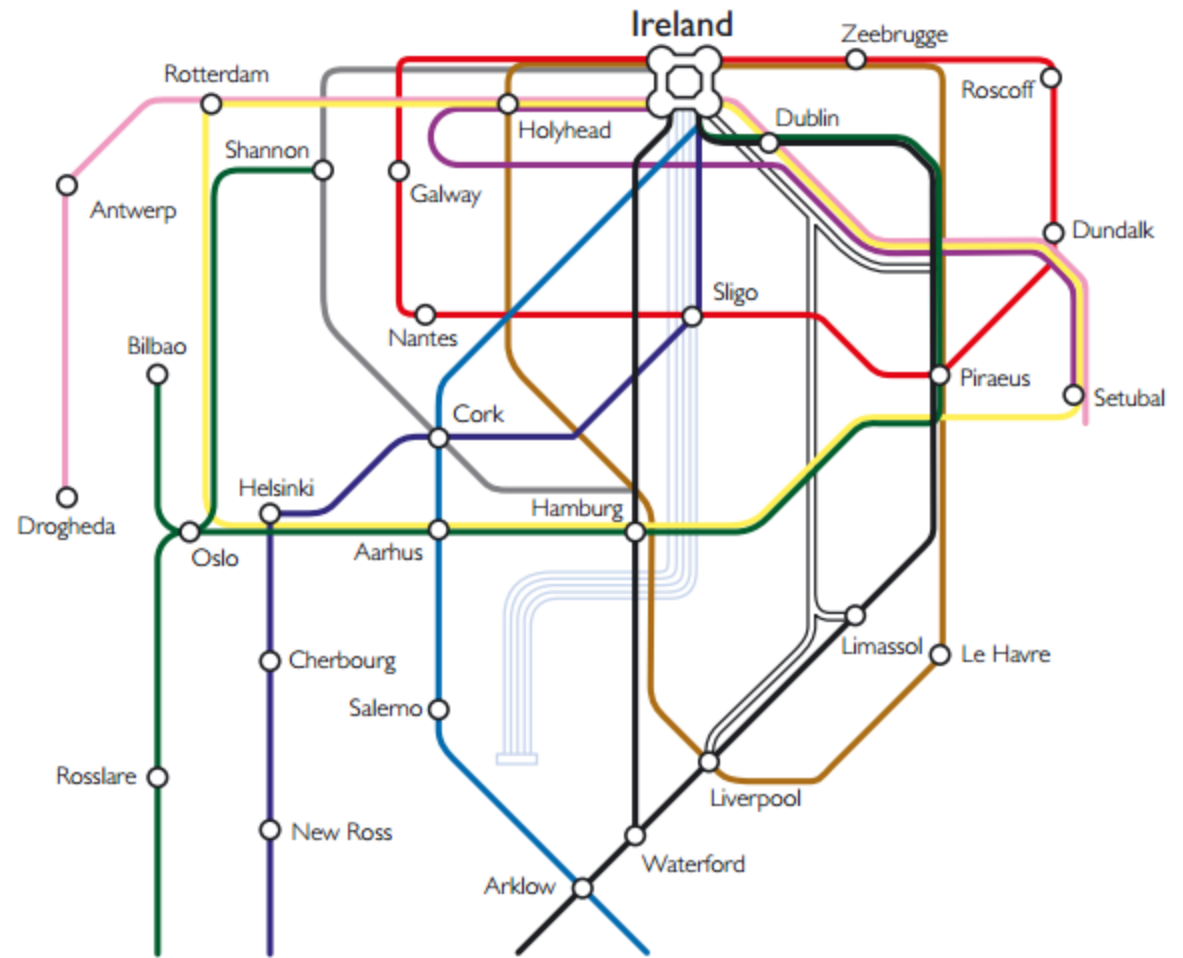 Ireland
Zeebrugge
Rotterdam
Roscoff
Dublin
Holyhead
Shannon
Galway
Antwerp
Dundalk
Sligo
Nantes
Bilbao
Piraeus
Setubal
Cork
Helsinki
Hamburg
Drogheda
Aarhus
Oslo
Limassol
Le Havre
Cherbourg
Salerno
Rosslare
Liverpool
New Ross
Waterford
Arklow